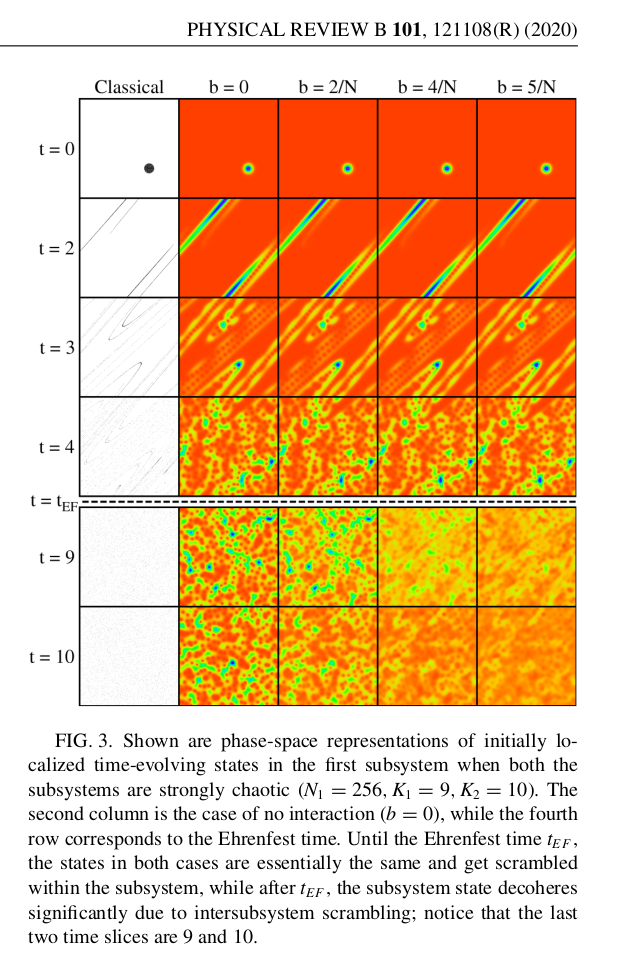 PHYSICAL REVIEW B 101, 121108(R) (2020)
Classical b = 0 b = 2/N b = 4/N b = 5/N
t = 0
t = 2
t = 3
t = 4
t = tEF
t = 9
t = 10
FIG. 3. Shown are phase-space representations of initially lo-
calized time-evolving states in the first subsystem when both the
subsystems are strongly chaotic (N1 = 256, K1 = 9, K2 = 10). The
second column is the case of no interaction (b = 0), while the fourth
row corresponds to the Ehrenfest time. Until the Ehrenfest time tEF,
the states in both cases are essentially the same and get scrambled
within the subsystem, while after tEF, the subsystem state decoheres
significantly due to intersubsystem scrambling; notice that the last
two time slices are 9 and 10.